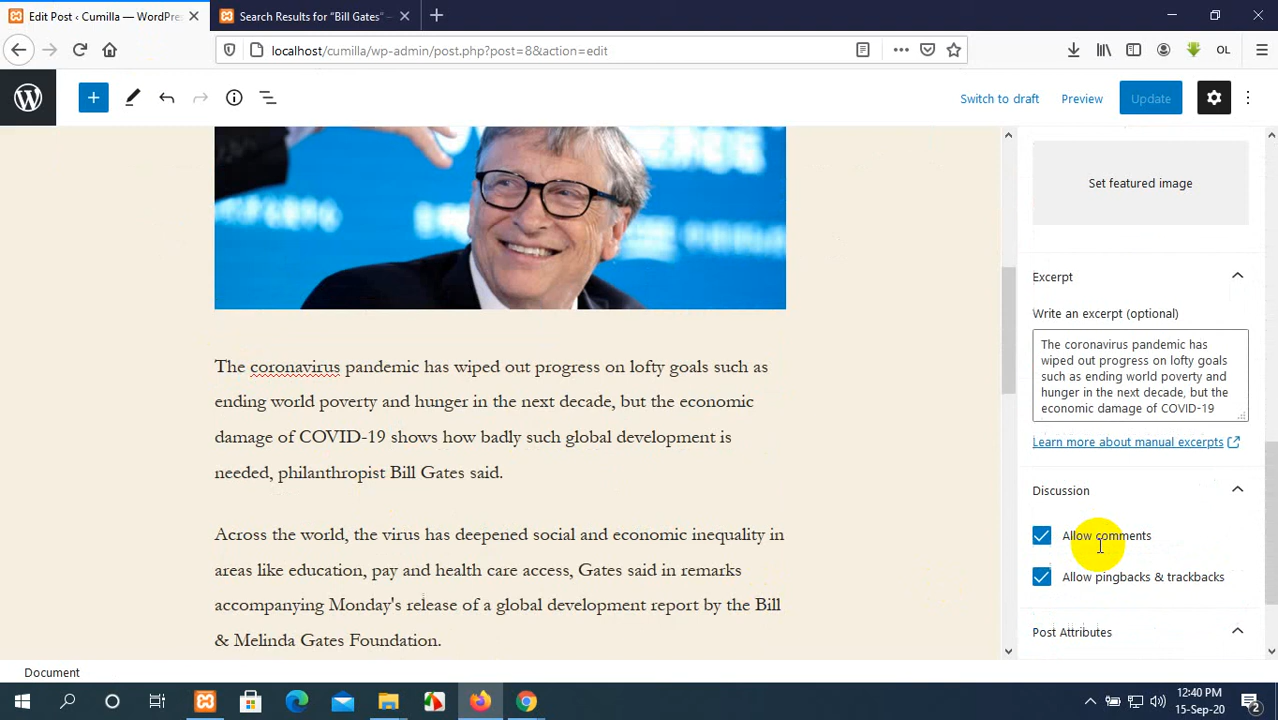 Edit Post ‹ Cumilla — WordPre
Search Results for “Bill Gates” –
localhost/cumilla/wp-admin/post.php?post=8&action=edit
OL
Switch to draft
Preview
Update
Set featured image
Excerpt
Write an excerpt (optional)
The coronavirus pandemic has
wiped out progress on lofty goals
such as ending world poverty and
hunger in the next decade, but the
economic damage of COVID-19
Learn more about manual excerpts
Discussion
Allow comments
Allow pingbacks & trackbacks
Post Attributes
The coronavirus pandemic has wiped out progress on lofty goals such as
ending world poverty and hunger in the next decade, but the economic
damage of COVID-19 shows how badly such global development is
needed, philanthropist Bill Gates said.
Across the world, the virus has deepened social and economic inequality in
areas like education, pay and health care access, Gates said in remarks
accompanying Monday's release of a global development report by the Bill
& Melinda Gates Foundation.
Document
12:40 PM
15-Sep-20
2